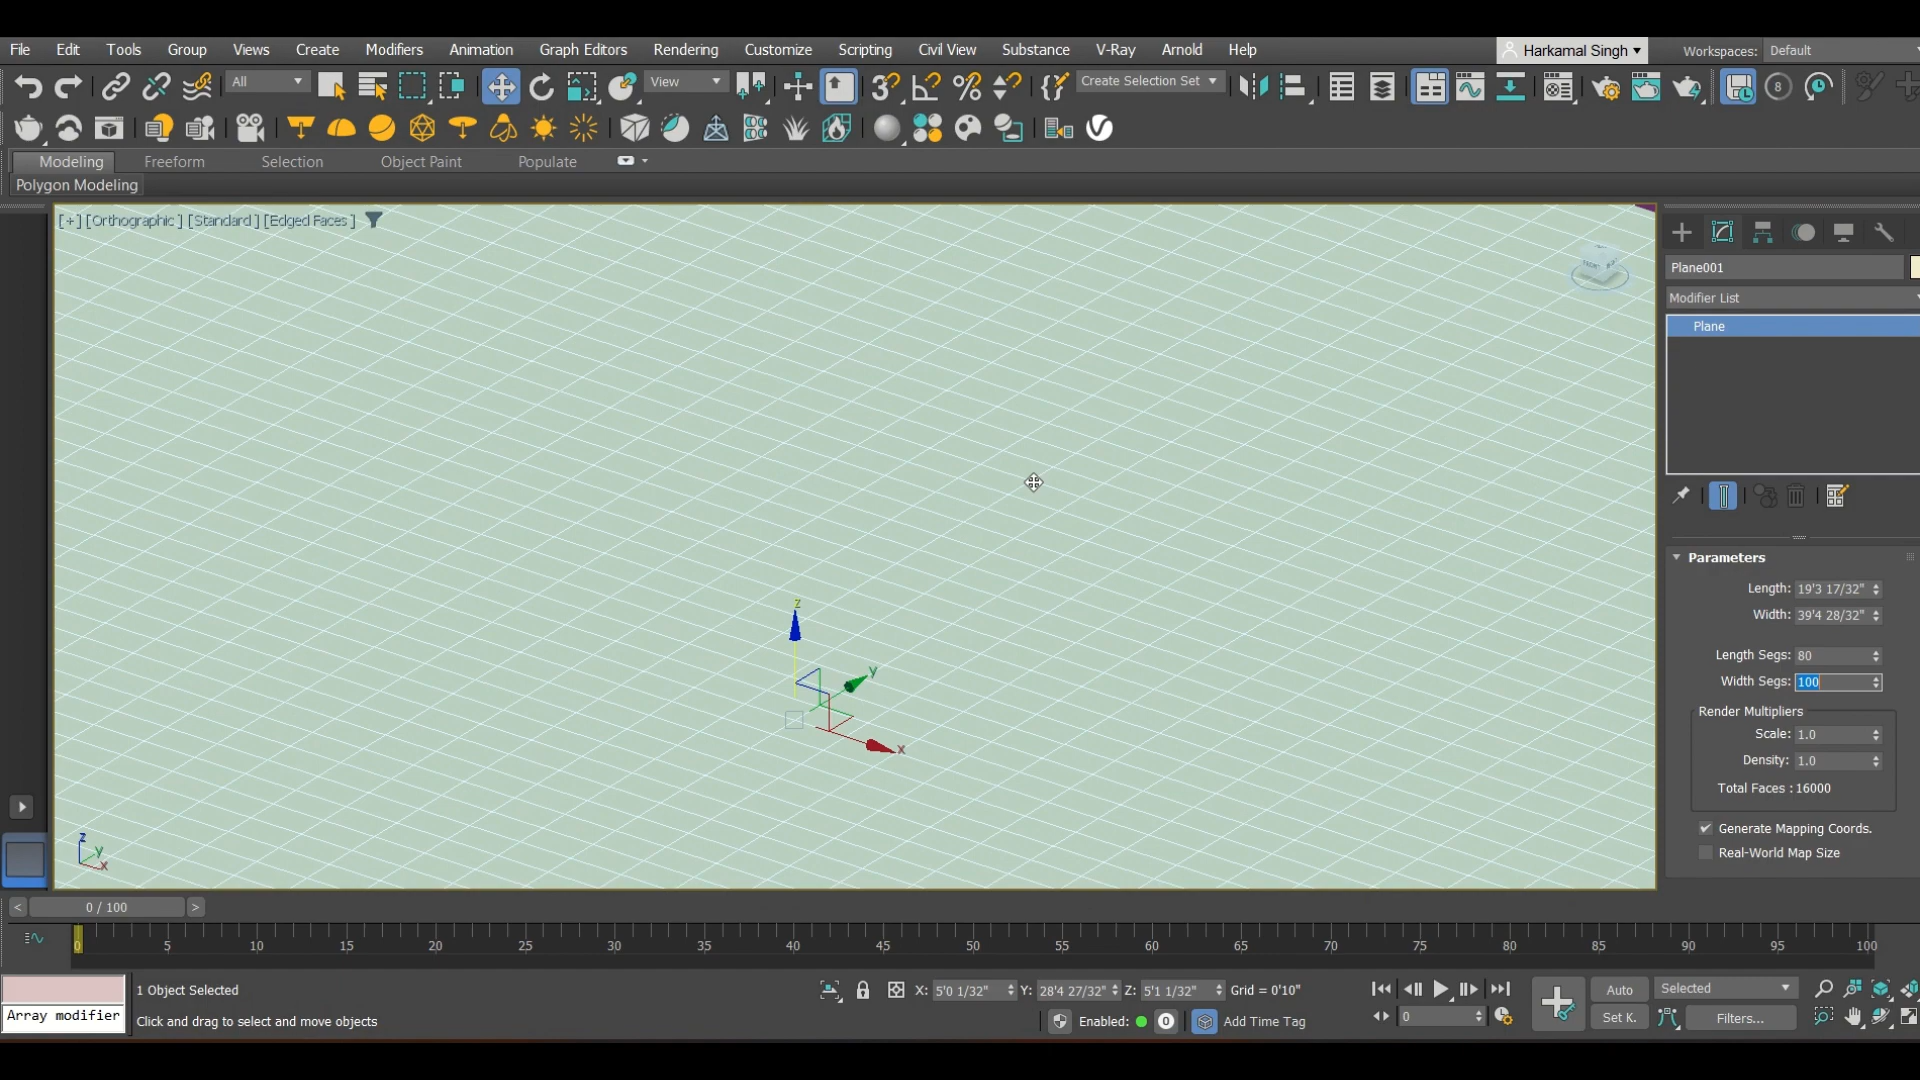 File Edit Tools Group Views Create Modifiers Animation Graph Editors Rendering Customize Scripting Civil View Substance V-Ray Arnold Help Harkamal Singh Workspaces: Default
All View Create Selection Set 8
Modeling Freeform Selection Object Paint Populate
Polygon Modeling
[+] [Orthographic ] [Standard ] [Edged Faces ]
Plane001
Modifier List
Plane
Parameters
Length: 19'3 17/32"
Width: 39'4 28/32"
Length Segs: 80
Width Segs: 100
Render Multipliers
Scale: 1.0
Density: 1.0
Total Faces : 16000
Generate Mapping Coords.
Real-World Map Size
z
y
x
z
y
x
< 0 / 100 >
0 5 10 15 20 25 30 35 40 45 50 55 60 65 70 75 80 85 90 95 100
1 Object Selected X: 5'0 1/32" Y: 28'4 27/32" Z: 5'1 1/32" Grid = 0'10" Auto Selected
Array modifier Click and drag to select and move objects Enabled: 0 Add Time Tag 0 Set K. Filters...